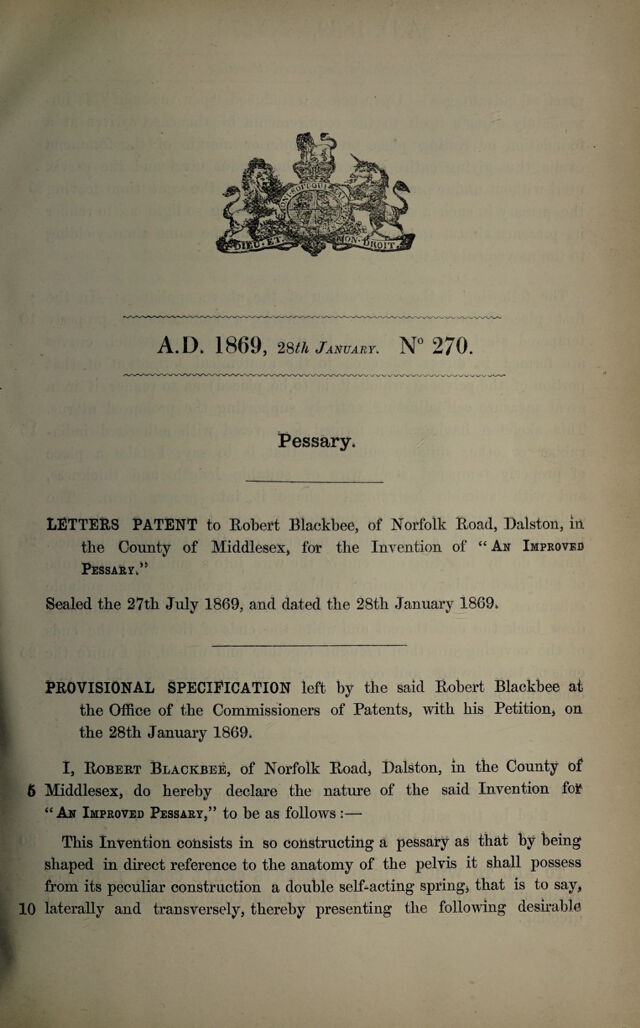 DIEU·ET MON·DROIT
A.D. 1869, 28th JANUARY. Nº 270.
Pessary.
LETTERS PATENT to Robert Blackbee, of Norfolk Road, Dalston, in
the County of Middlesex, for the Invention of “AN IMPROVED
PESSARY.”
Sealed the 27th July 1869, and dated the 28th January 1869.
PROVISIONAL SPECIFICATION left by the said Robert Blackbee at
the Office of the Commissioners of Patents, with his Petition, on
the 28th January 1869.
I, ROBERT BLACKBEE, of Norfolk Road, Dalston, in the County of
5 Middlesex, do hereby declare the nature of the said Invention for
“AN IMPROVED PESSARY,” to be as follows :—
This Invention consists in so constructing a pessary as that by being
shaped in direct reference to the anatomy of the pelvis it shall possess
from its peculiar construction a double self-acting spring, that is to say,
10 laterally and transversely, thereby presenting the following desirable